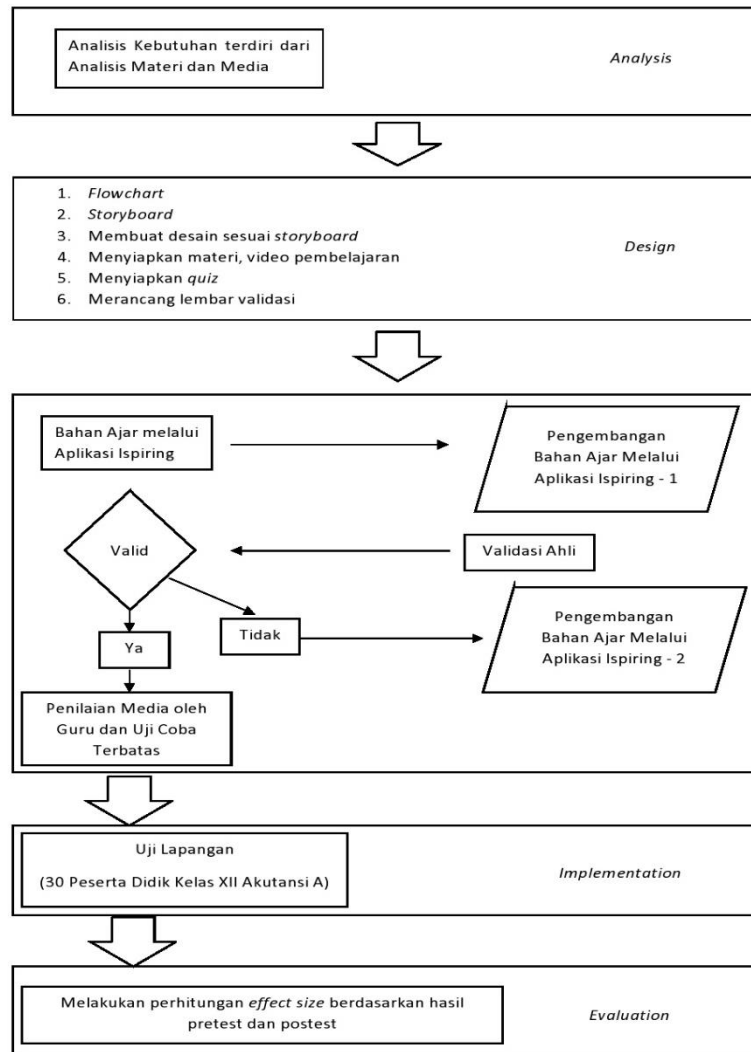 Analisis Kebutuhan terdiri dari
Analisis Materi dan Media
Analysis
1. Flowchart
2. Storyboard
3. Membuat desain sesuai storyboard
4. Menyiapkan materi, video pembelajaran
5. Menyiapkan quiz
6. Merancang lembar validasi
Design
Bahan Ajar melalui
Aplikasi Ispiring
Pengembangan
Bahan Ajar Melalui
Aplikasi Ispiring - 1
Valid
Validasi Ahli
Ya
Tidak
Pengembangan
Bahan Ajar Melalui
Aplikasi Ispiring - 2
Penilaian Media oleh
Guru dan Uji Coba
Terbatas
Uji Lapangan
(30 Peserta Didik Kelas XII Akutansi A)
Implementation
Melakukan perhitungan effect size berdasarkan hasil
pretest dan postest
Evaluation